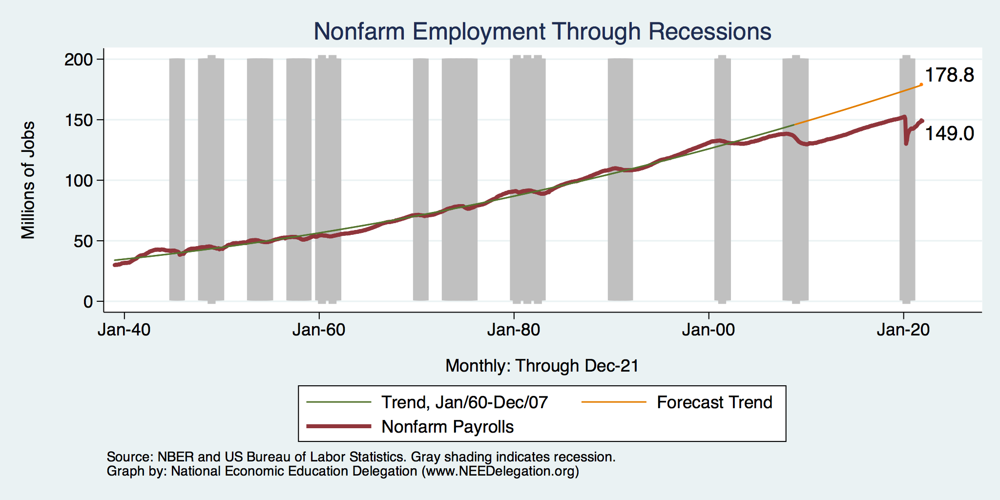 Nonfarm Employment Through Recessions
200
150
100
50
0
Millions of Jobs
178.8
149.0
Jan-40
Jan-60
Jan-80
Jan-00
Jan-20
Monthly: Through Dec-21
Trend, Jan/60-Dec/07
Forecast Trend
Nonfarm Payrolls
Source: NBER and US Bureau of Labor Statistics. Gray shading indicates recession.
Graph by: National Economic Education Delegation (www.NEEDelegation.org)